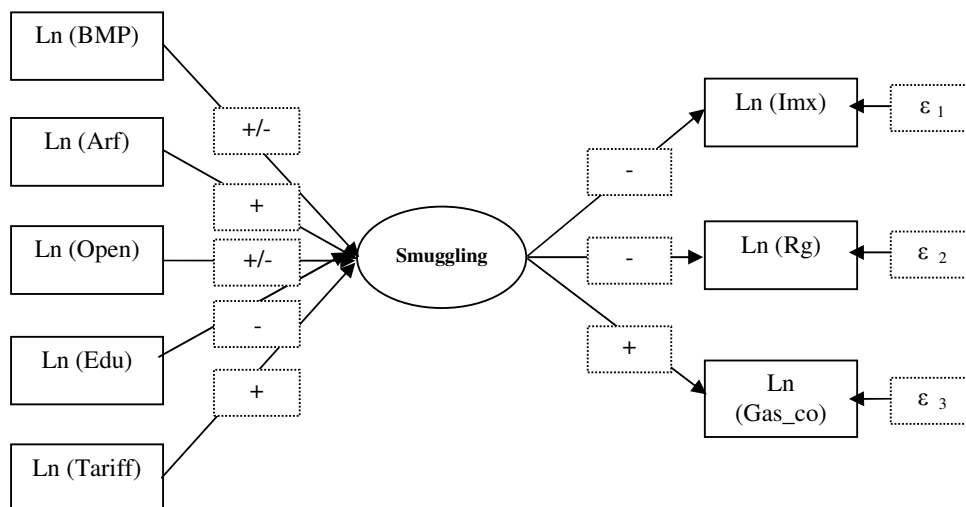 Ln (BMP)
+/-
Ln (Arf)
+
Ln (Open)
+/-
Ln (Edu)
-
Ln (Tariff)
+
Smuggling
-
Ln (Imx)
ε 1
-
Ln (Rg)
ε 2
+
Ln
(Gas_co)
ε 3